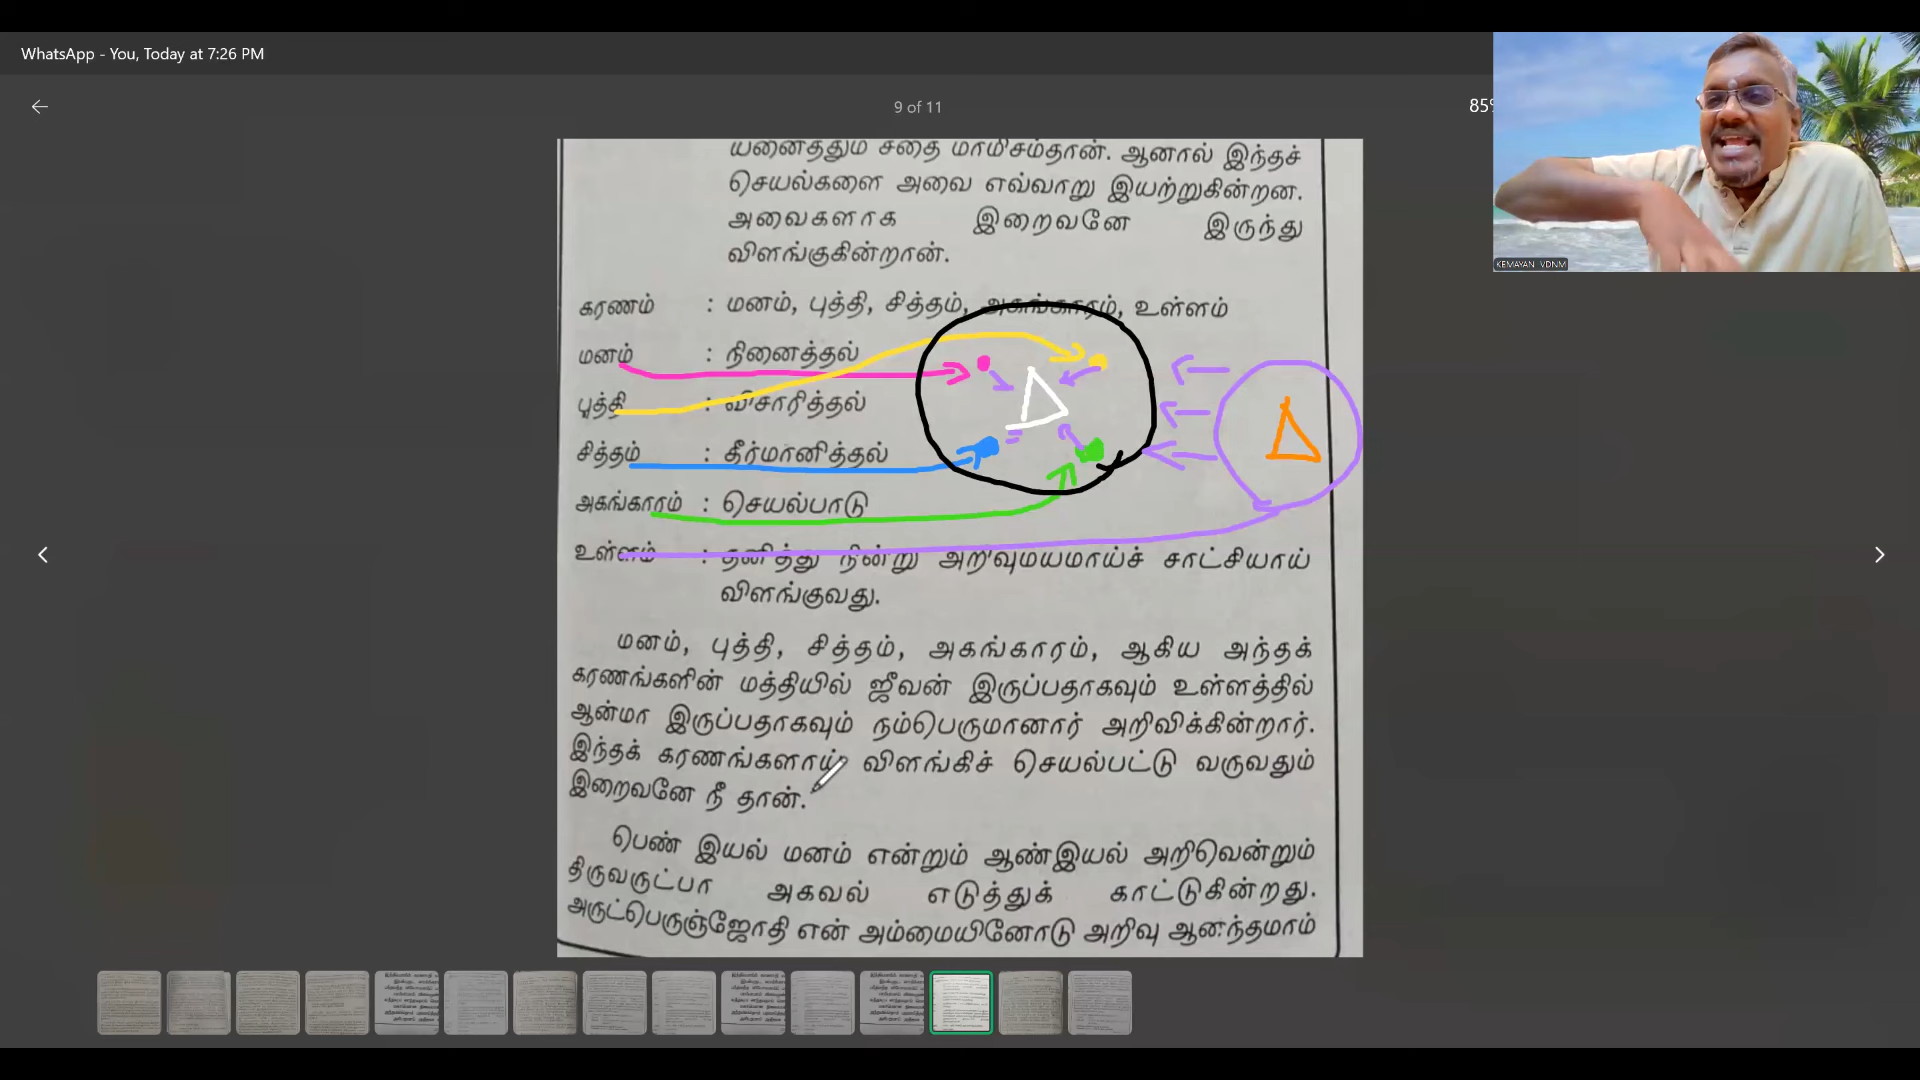 WhatsApp - You, Today at 7:26 PM
9 of 11
85%
KEMAYAN VDNM
யனைத்தும் சதை மாமிசம்தான். ஆனால் இந்தச்
செயல்களை அவை எவ்வாறு இயற்றுகின்றன.
அவைகளாக இறைவனே இருந்து
விளங்குகின்றான்.
கரணம் : மனம், புத்தி, சித்தம், அகங்காரம், உள்ளம்
மனம் : நினைத்தல்
புத்தி : விசாரித்தல்
சித்தம் : தீர்மானித்தல்
அகங்காரம் : செயல்பாடு
உள்ளம் : தனித்து நின்று அறிவுமயமாய்ச் சாட்சியாய்
விளங்குவது.
மனம், புத்தி, சித்தம், அகங்காரம், ஆகிய அந்தக்
கரணங்களின் மத்தியில் ஜீவன் இருப்பதாகவும் உள்ளத்தில்
ஆன்மா இருப்பதாகவும் நம்பெருமானார் அறிவிக்கின்றார்.
இந்தக் கரணங்களாய் விளங்கிச் செயல்பட்டு வருவதும்
இறைவனே நீ தான்.
பெண் இயல் மனம் என்றும் ஆண்இயல் அறிவென்றும்
திருவருட்பா அகவல் எடுத்துக் காட்டுகின்றது.
அருட்பெருஞ்ஜோதி என் அம்மையினோடு அறிவு ஆனந்தமாம்